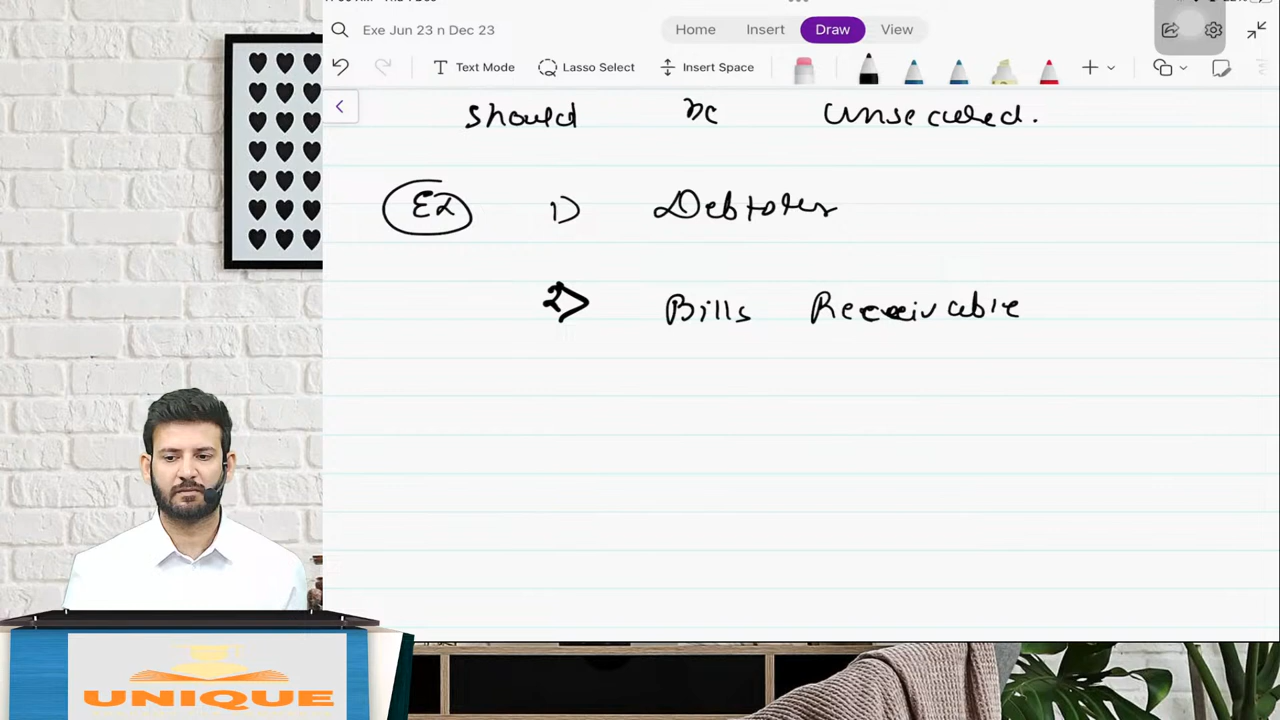 Exe Jun 23 n Dec 23
Home Insert Draw View
Text Mode Lasso Select Insert Space
should be unsecured.
Ex 1) Debtors
2) Bills Receivable
UNIQUE